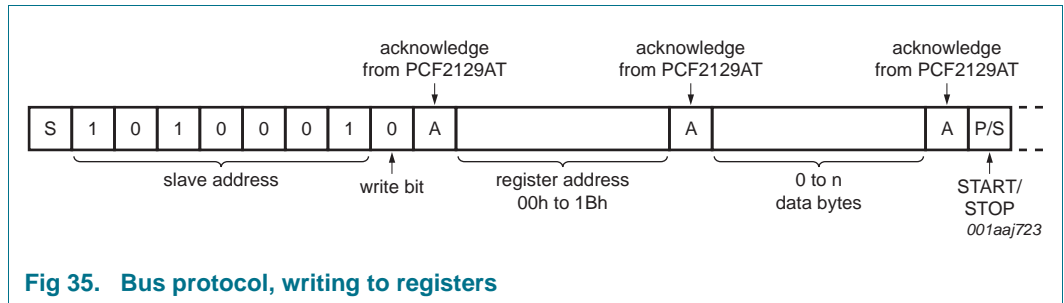 acknowledge
from PCF2129AT
acknowledge
from PCF2129AT
acknowledge
from PCF2129AT
S 1 0 1 0 0 0 1 0 A A A P/S
slave address
write bit
register address
00h to 1Bh
0 to n
data bytes
START/
STOP
001aaj723
Fig 35. Bus protocol, writing to registers